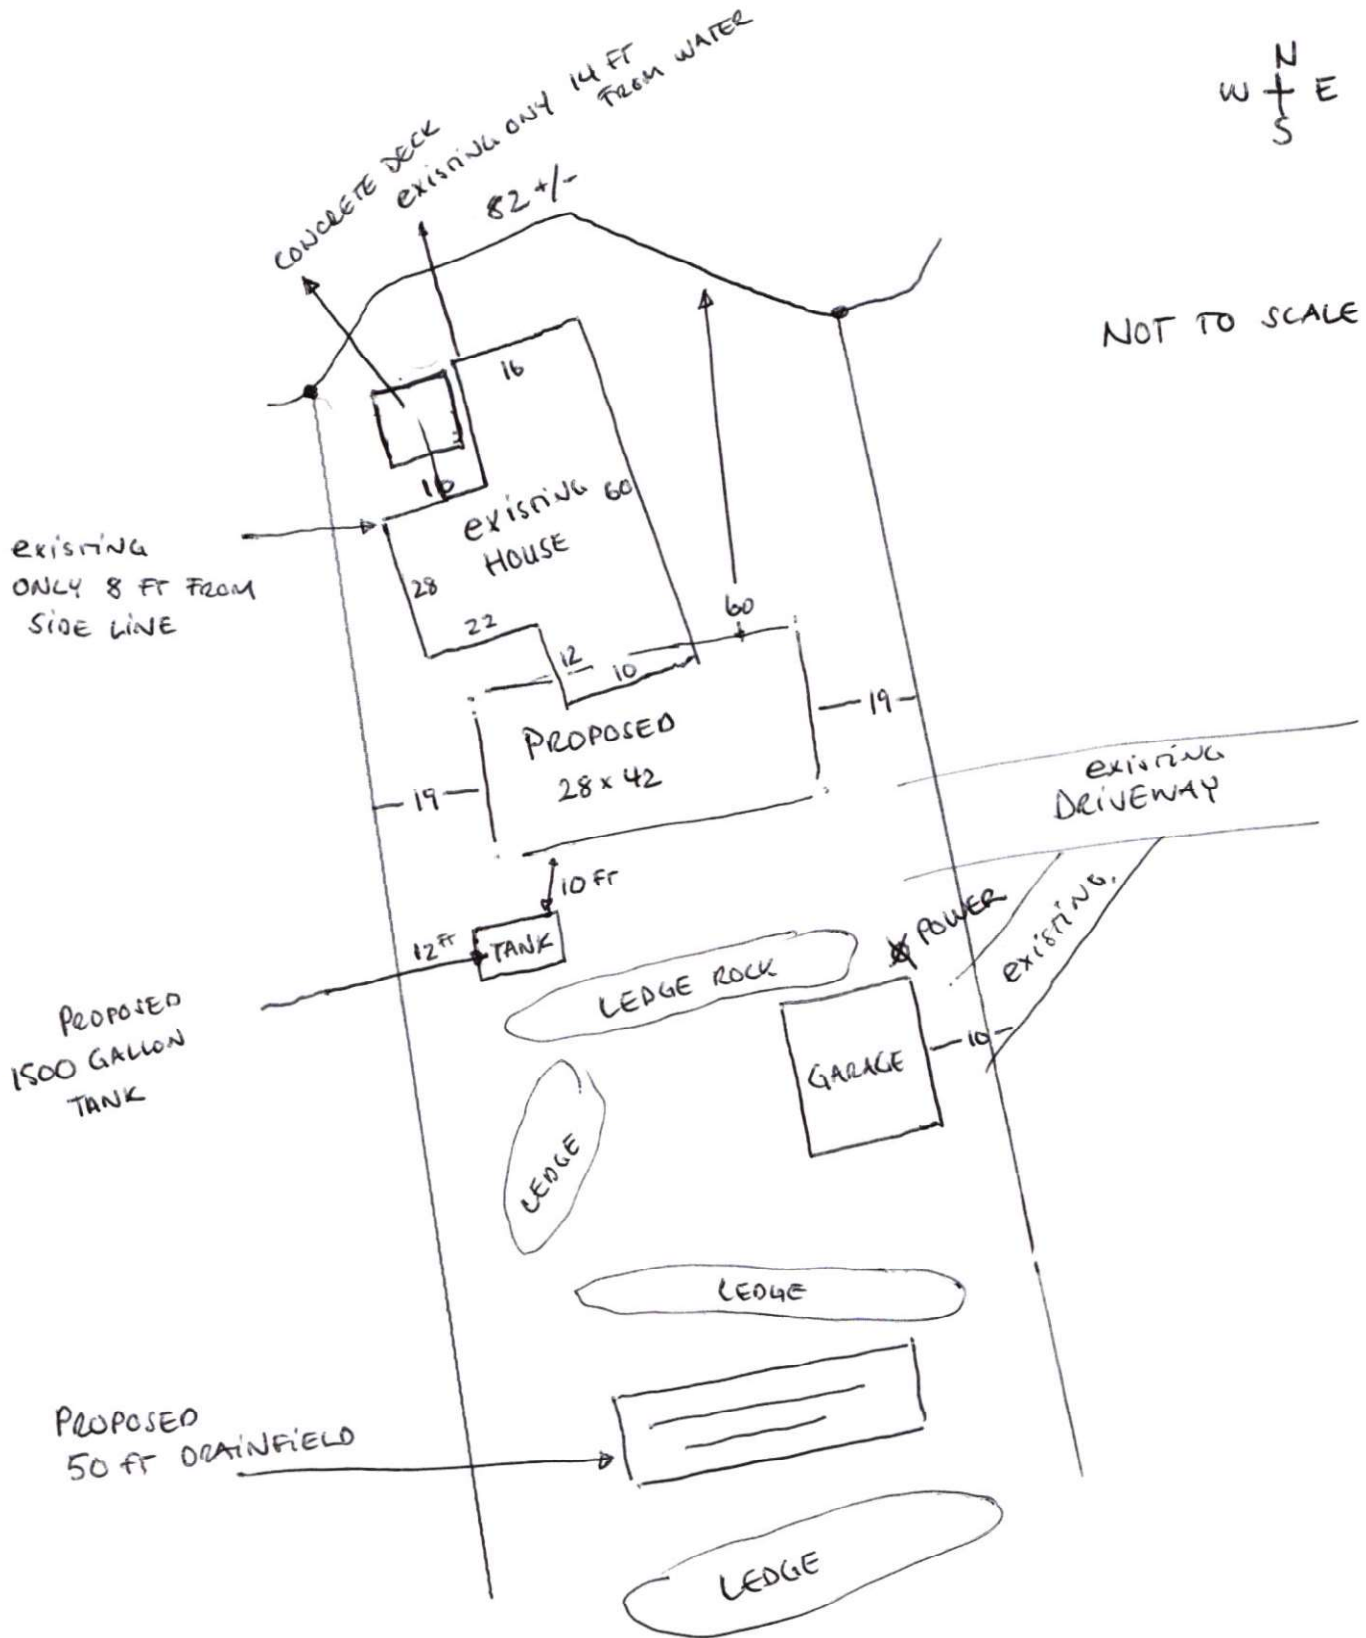 N
W E
S
CONCRETE DECK
existing ONY 14 FT
FROM WATER
82 +/-
NOT TO SCALE
16
existing
ONLY 8 FT FROM
SIDE LINE
existing
HOUSE
60
28
22
12
10
60
PROPOSED
28 x 42
19
19
existing
DRIVEWAY
10 FT
12 FT
TANK
PROPOSED
1500 GALLON
TANK
LEDGE ROCK
POWER
existing.
GARAGE
10
LEDGE
LEDGE
PROPOSED
50 ft DRAINFIELD
LEDGE